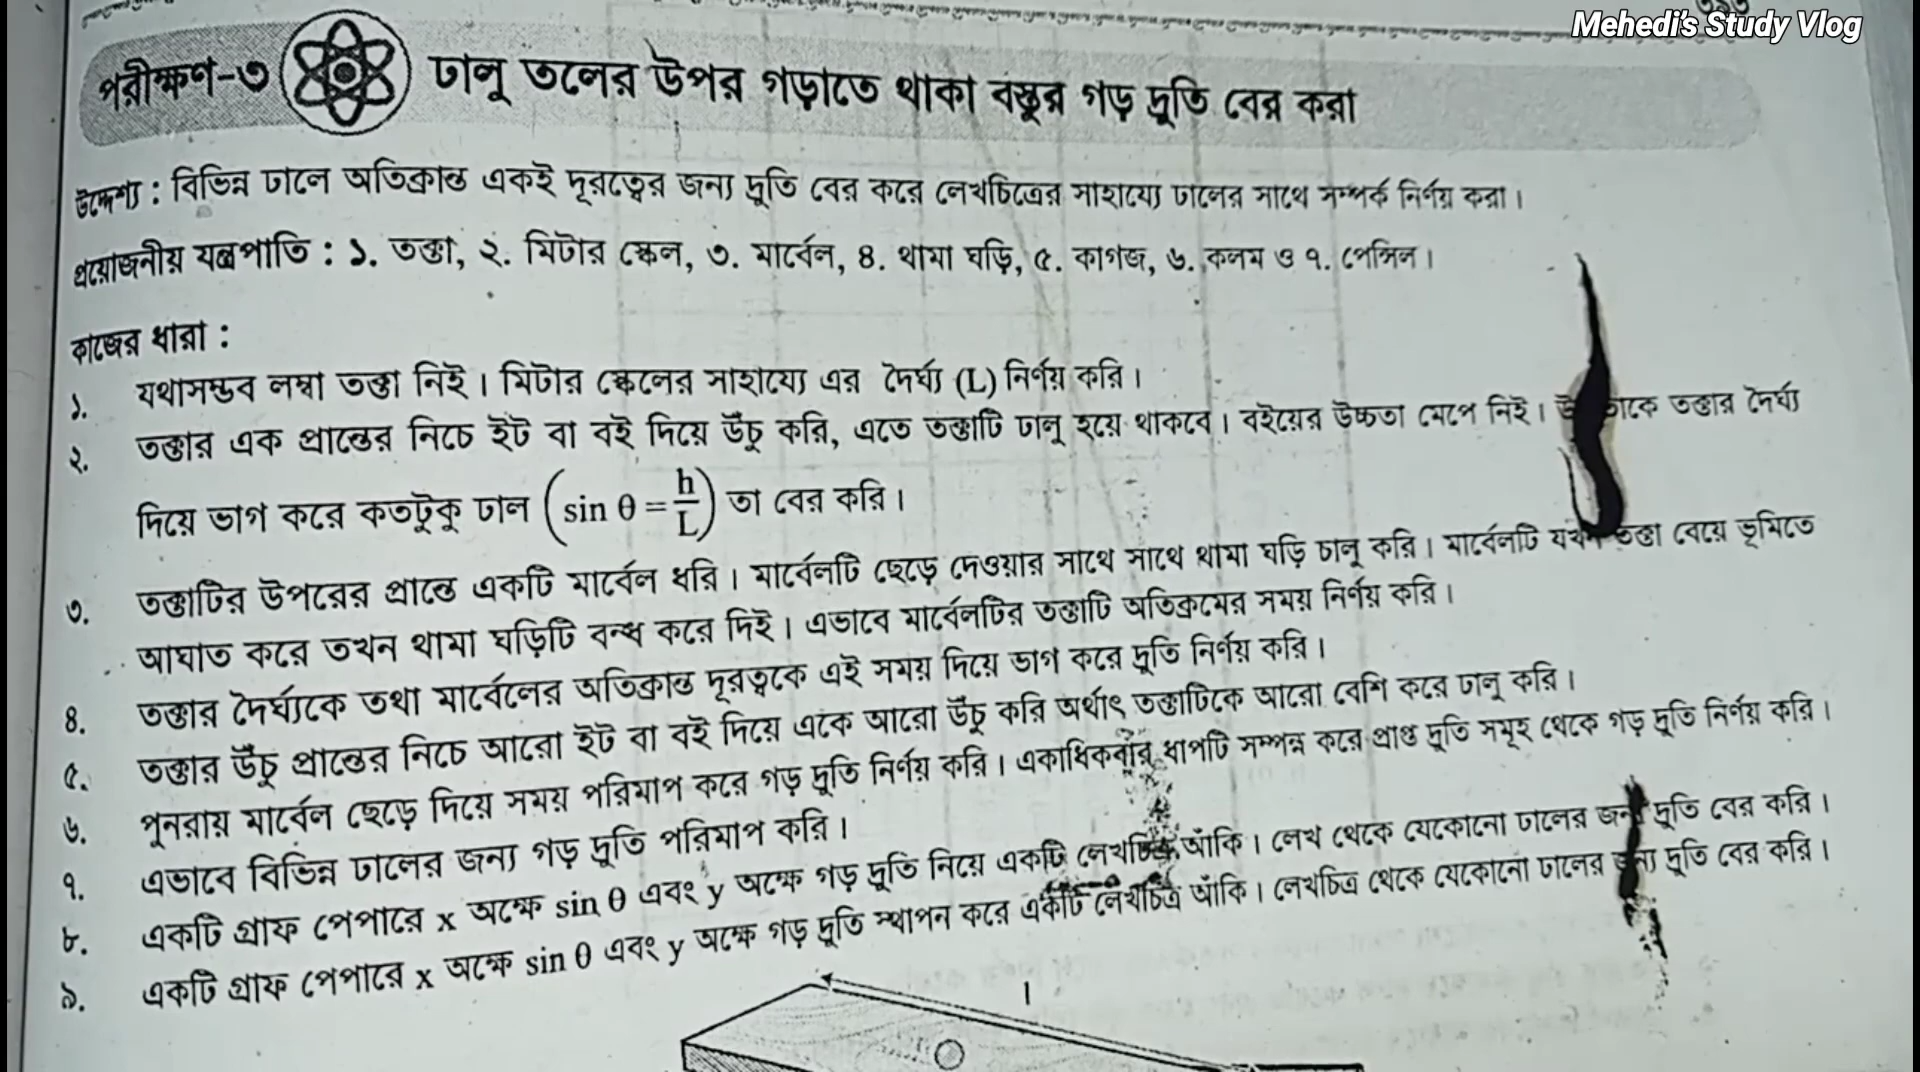 Mehedi's Study Vlog
পরীক্ষণ-৩ ঢালু তলের উপর গড়াতে থাকা বস্তুর গড় দ্রুতি বের করা
উদ্দেশ্য : বিভিন্ন ঢালে অতিক্রান্ত একই দূরত্বের জন্য দ্রুতি বের করে লেখচিত্রের সাহায্যে ঢালের সাথে সম্পর্ক নির্ণয় করা।
প্রয়োজনীয় যন্ত্রপাতি : ১. তক্তা, ২. মিটার স্কেল, ৩. মার্বেল, ৪. থামা ঘড়ি, ৫. কাগজ, ৬. কলম ও ৭. পেন্সিল।
কাজের ধারা :
১. যথাসম্ভব লম্বা তক্তা নিই। মিটার স্কেলের সাহায্যে এর দৈর্ঘ্য (L) নির্ণয় করি।
২. তক্তার এক প্রান্তের নিচে ইট বা বই দিয়ে উঁচু করি, এতে তক্তাটি ঢালু হয়ে থাকবে। বইয়ের উচ্চতা মেপে নিই। তক্তার দৈর্ঘ্য
দিয়ে ভাগ করে কতটুকু ঢাল (sin θ = h/L) তা বের করি।
৩. তক্তাটির উপরের প্রান্তে একটি মার্বেল ধরি। মার্বেলটি ছেড়ে দেওয়ার সাথে সাথে থামা ঘড়ি চালু করি। মার্বেলটি যখন তক্তা বেয়ে ভূমিতে
আঘাত করে তখন থামা ঘড়িটি বন্ধ করে দিই। এভাবে মার্বেলটির তক্তাটি অতিক্রমের সময় নির্ণয় করি।
৪. তক্তার দৈর্ঘ্যকে তথা মার্বেলের অতিক্রান্ত দূরত্বকে এই সময় দিয়ে ভাগ করে দ্রুতি নির্ণয় করি।
৫. তক্তার উঁচু প্রান্তের নিচে আরো ইট বা বই দিয়ে একে আরো উঁচু করি অর্থাৎ তক্তাটিকে আরো বেশি করে ঢালু করি।
৬. পুনরায় মার্বেল ছেড়ে দিয়ে সময় পরিমাপ করে গড় দ্রুতি নির্ণয় করি। একাধিকবার ধাপটি সম্পন্ন করে প্রাপ্ত দ্রুতি সমূহ থেকে গড় দ্রুতি নির্ণয় করি।
৭. এভাবে বিভিন্ন ঢালের জন্য গড় দ্রুতি পরিমাপ করি।
৮. একটি গ্রাফ পেপারে x অক্ষে sin θ এবং y অক্ষে গড় দ্রুতি নিয়ে একটি লেখচিত্র আঁকি। লেখ থেকে যেকোনো ঢালের জন্য দ্রুতি বের করি।
৯. একটি গ্রাফ পেপারে x অক্ষে sin θ এবং y অক্ষে গড় দ্রুতি স্থাপন করে একটি লেখচিত্র আঁকি। লেখচিত্র থেকে যেকোনো ঢালের জন্য দ্রুতি বের করি।
l